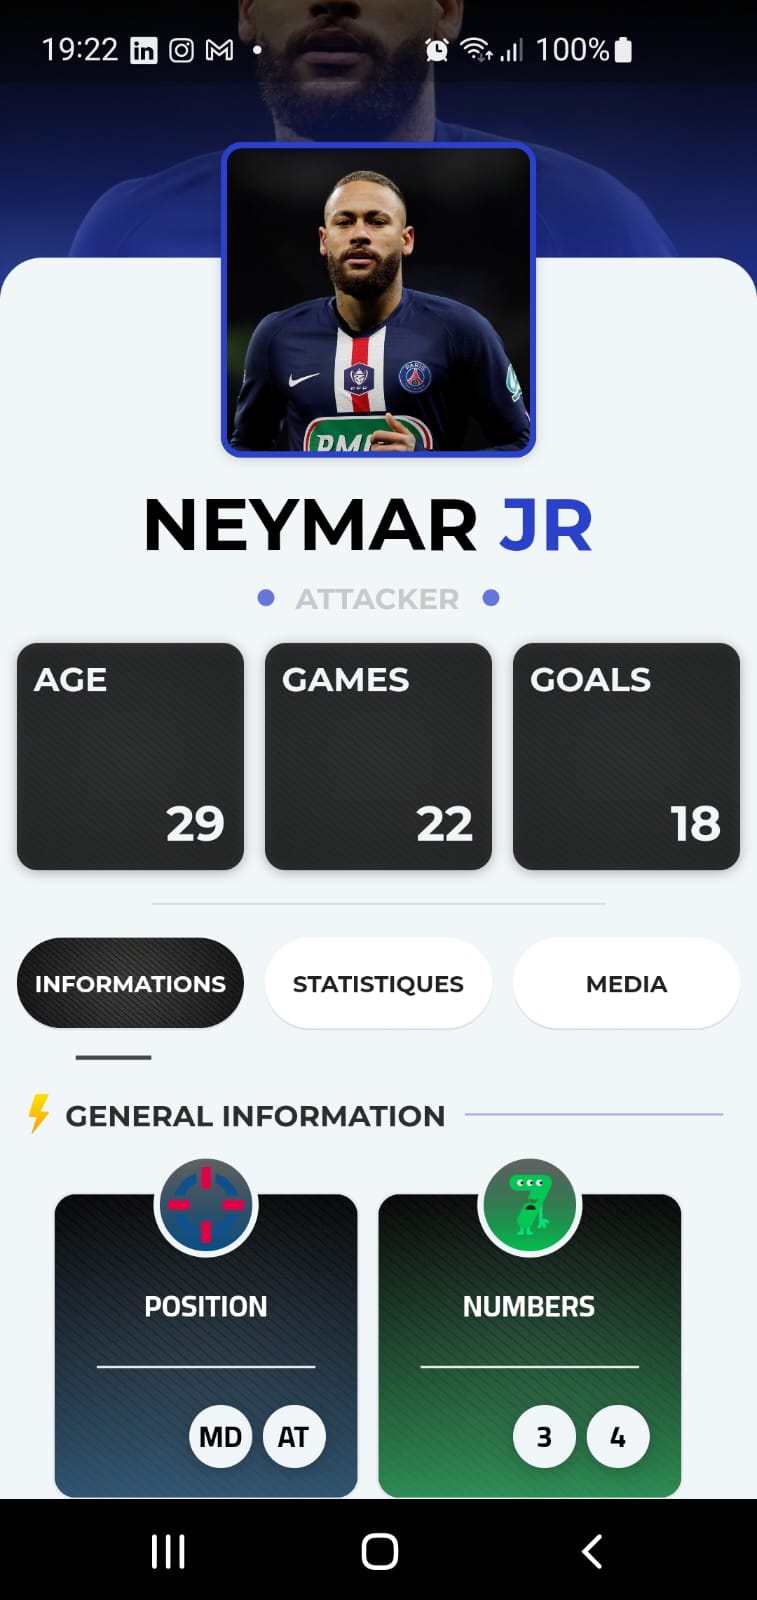 19:22 100%
NEYMAR JR
ATTACKER
AGE GAMES GOALS
29 22 18
INFORMATIONS STATISTIQUES MEDIA
GENERAL INFORMATION
POSITION NUMBERS
MD AT 3 4